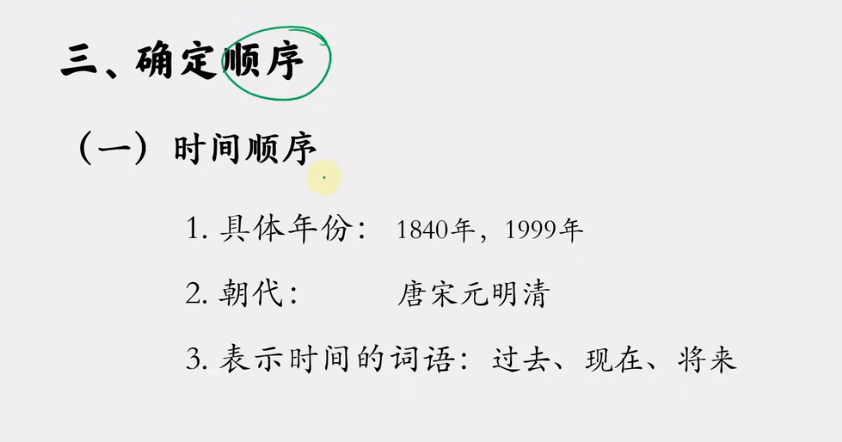 三、确定顺序
（一）时间顺序
1. 具体年份： 1840年，1999年
2. 朝代： 唐宋元明清
3. 表示时间的词语：过去、现在、将来